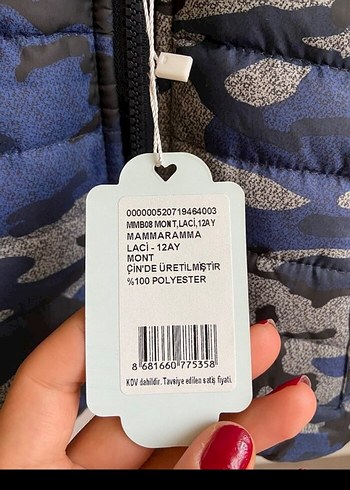 000000520719464003
MMB08 MONT,LACİ,12AY
MAMMARAMMA
LACİ - 12AY
MONT
ÇİN'DE ÜRETİLMİŞTİR
%100 POLYESTER
8 681660 775358
KDV dahildir. Tavsiye edilen satış fiyatı.